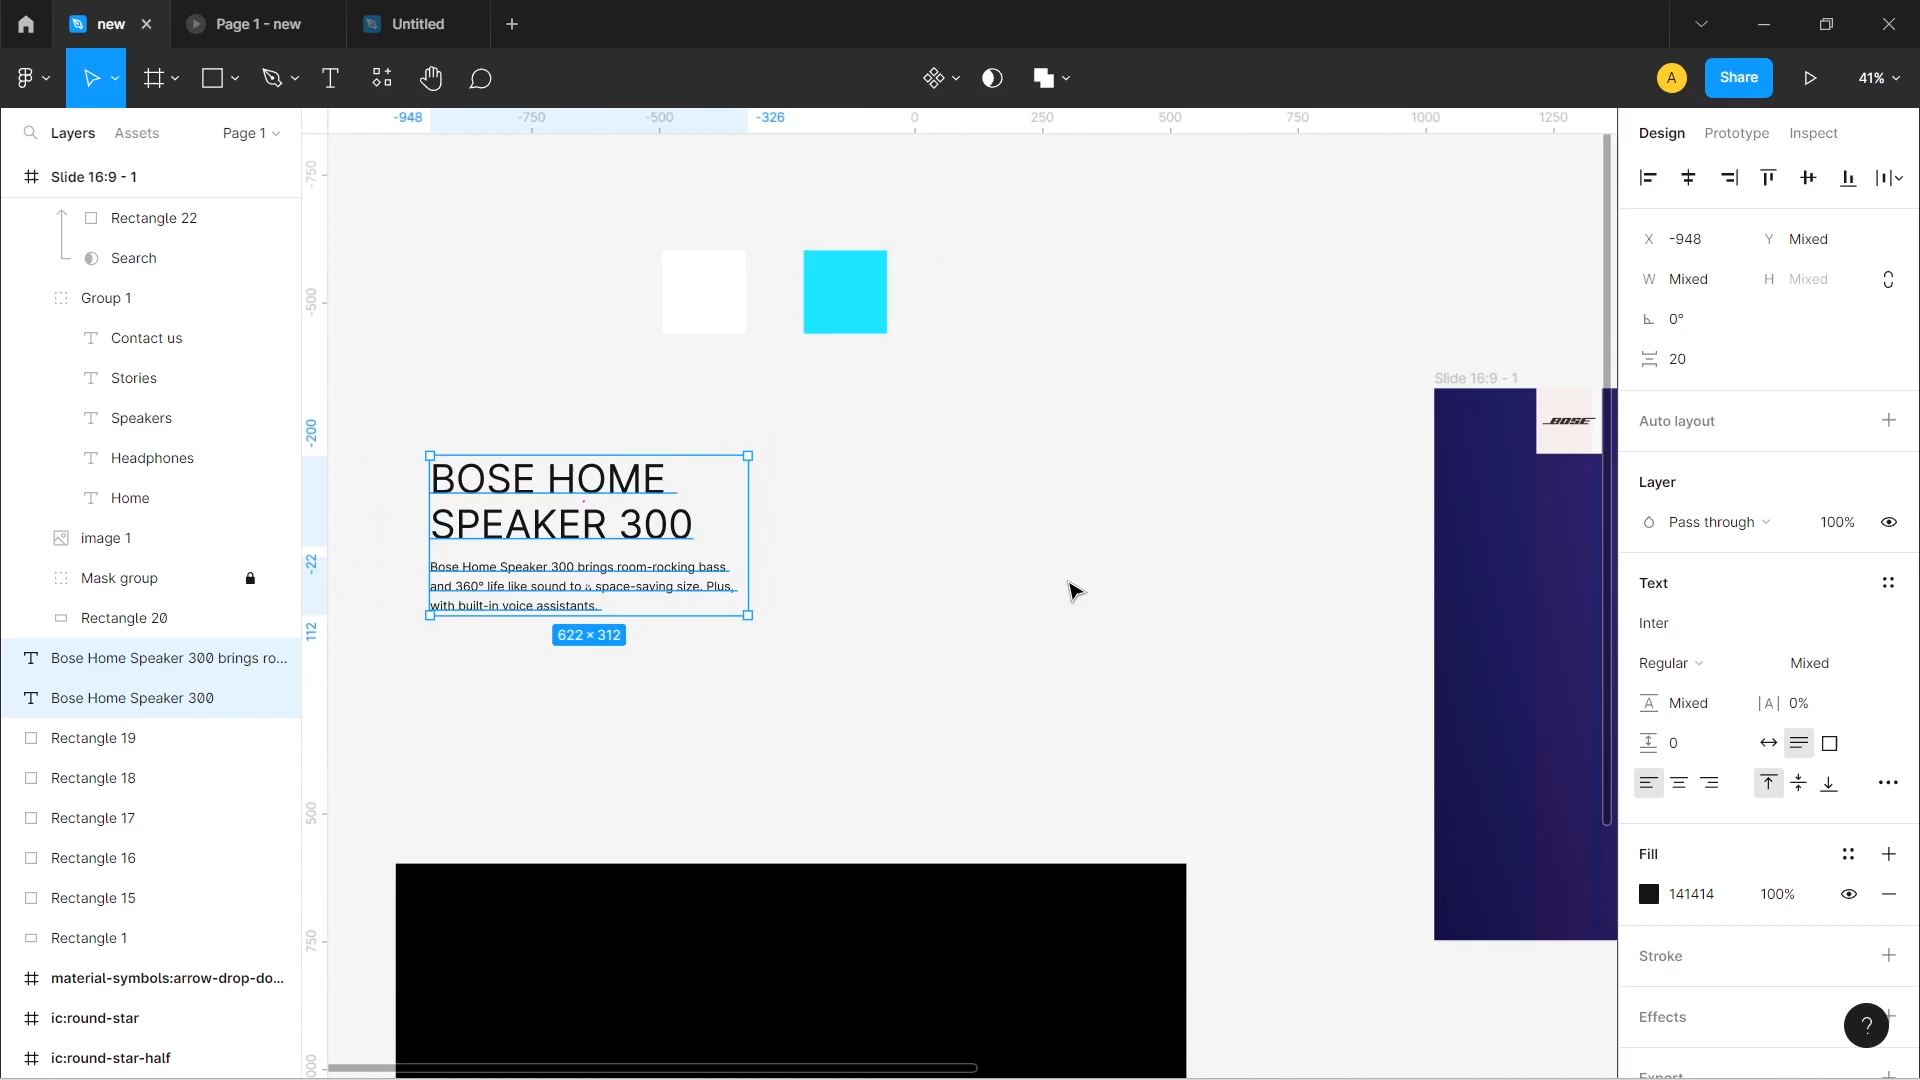 new
Page 1 - new
Untitled
A
Share
41%
Layers
Assets
Page 1
Slide 16:9 - 1
Rectangle 22
Search
Group 1
Contact us
Stories
Speakers
Headphones
Home
image 1
Mask group
Rectangle 20
Bose Home Speaker 300 brings ro...
Bose Home Speaker 300
Rectangle 19
Rectangle 18
Rectangle 17
Rectangle 16
Rectangle 15
Rectangle 1
material-symbols:arrow-drop-do...
ic:round-star
ic:round-star-half
-948 -750 -500 -326 0 250 500 750 1000 1250
-750
-500
-200
-22
112
500
750
BOSE HOME
SPEAKER 300
Bose Home Speaker 300 brings room-rocking bass
and 360° life like sound to a space-saving size. Plus,
with built-in voice assistants.
622 × 312
Slide 16:9 - 1
BOSE
Design
Prototype
Inspect
X -948
Y Mixed
W Mixed
H Mixed
0°
20
Auto layout
Layer
Pass through
100%
Text
Inter
Regular
Mixed
A Mixed
|A| 0%
0
Fill
141414
100%
Stroke
Effects
?